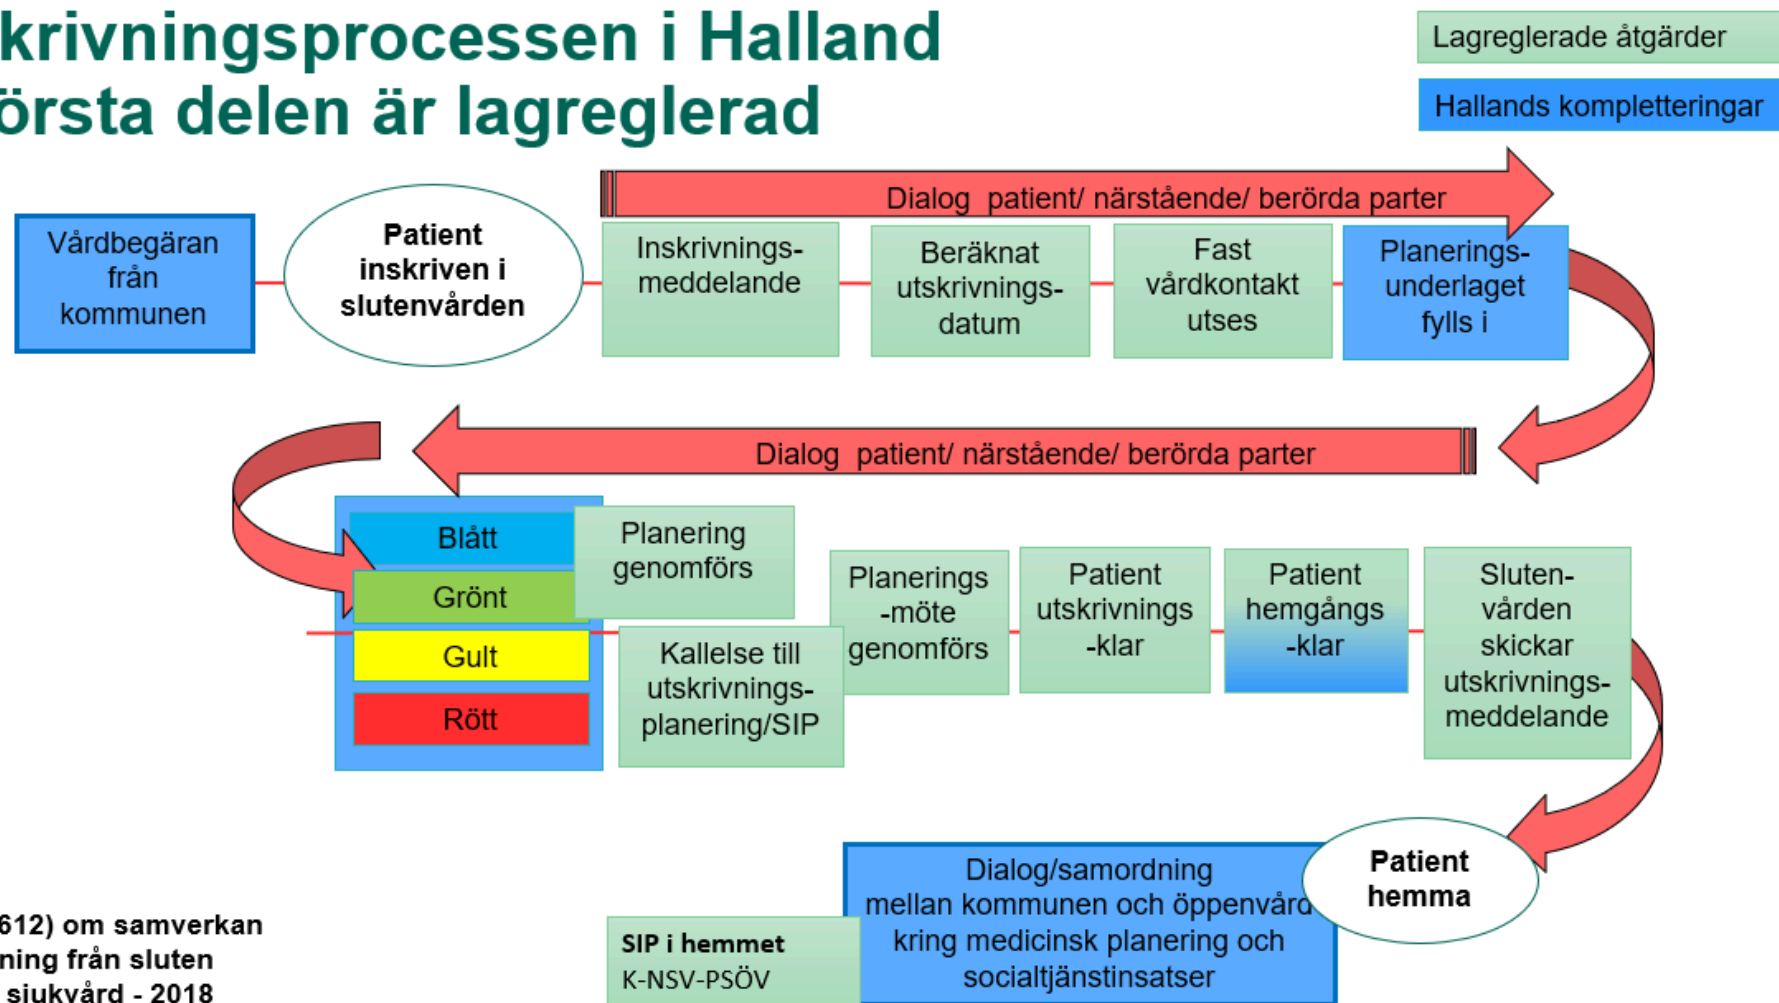 krivningsprocessen i Halland
örsta delen är lagreglerad
Lagreglerade åtgärder
Hallands kompletteringar
Dialog patient/ närstående/ berörda parter
Vårdbegäran
från
kommunen
Patient
inskriven i
slutenvården
Inskrivnings-
meddelande
Beräknat
utskrivnings-
datum
Fast
vårdkontakt
utses
Planerings-
underlaget
fylls i
Dialog patient/ närstående/ berörda parter
Blått
Grönt
Gult
Rött
Planering
genomförs
Kallelse till
utskrivnings-
planering/SIP
Planerings
-möte
genomförs
Patient
utskrivnings
-klar
Patient
hemgångs
-klar
Sluten-
vården
skickar
utskrivnings-
meddelande
Patient
hemma
Dialog/samordning
mellan kommunen och öppenvård
kring medicinsk planering och
socialtjänstinsatser
SIP i hemmet
K-NSV-PSÖV
612) om samverkan
ning från sluten
sjukvård - 2018